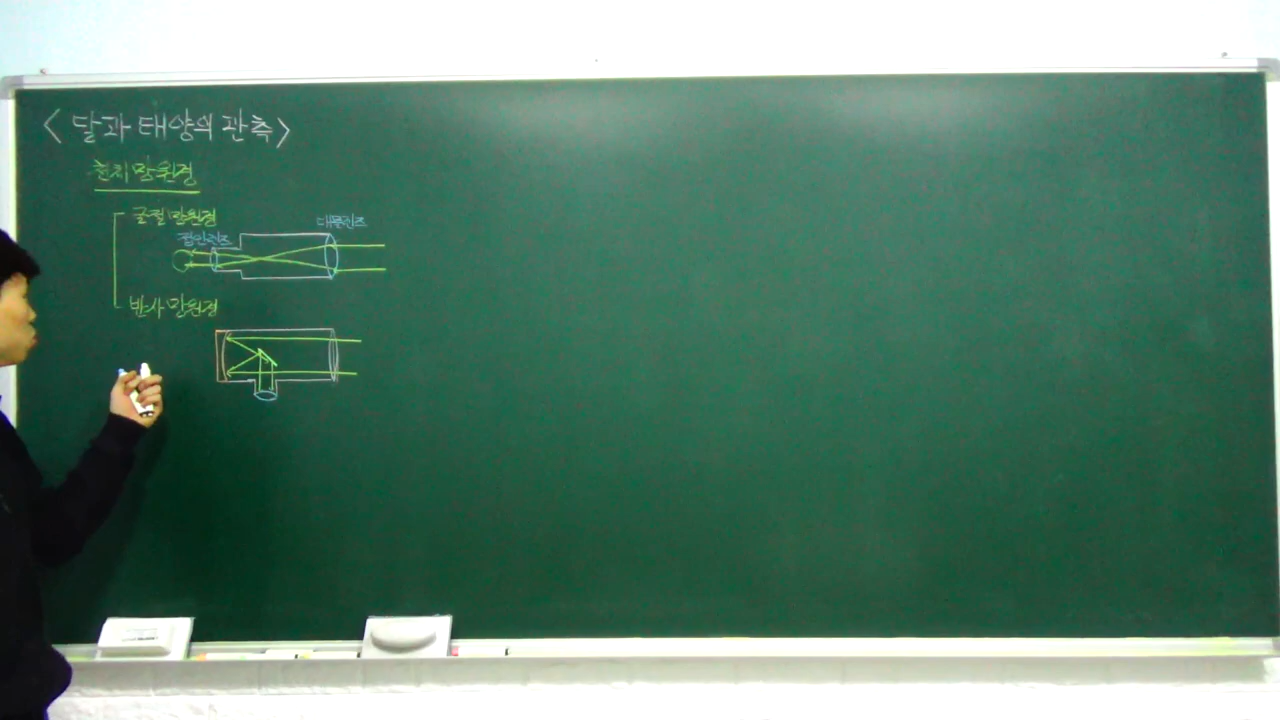 <달과 태양의 관측>
천체 망원경
굴절 망원경
대물렌즈
접안렌즈
반사 망원경